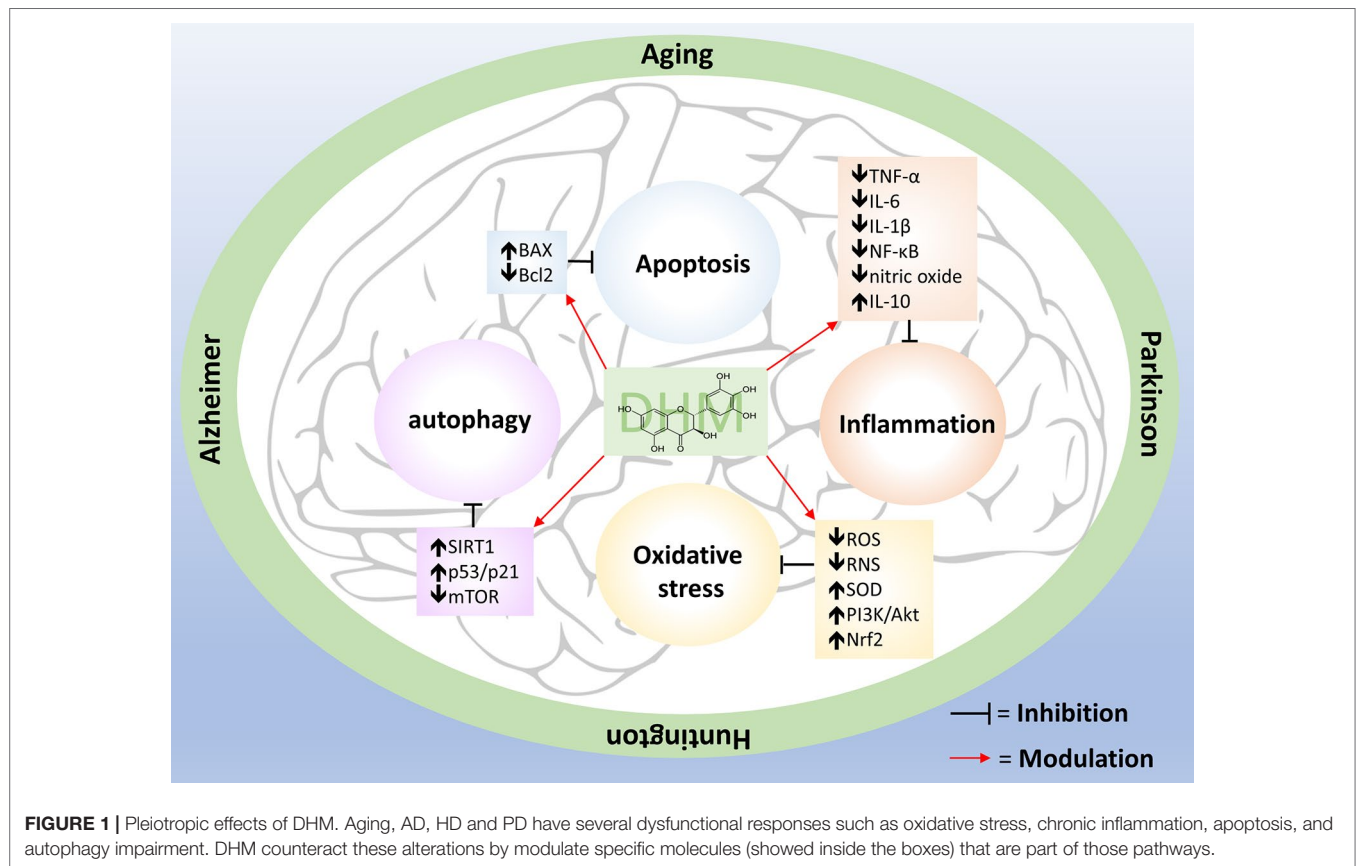 Aging
Alzheimer
Parkinson
Huntington
↑BAX
↓Bcl2
Apoptosis
↓TNF-α
↓IL-6
↓IL-1β
↓NF-κB
↓nitric oxide
↑IL-10
Inflammation
autophagy
↑SIRT1
↑p53/p21
↓mTOR
DHM
OH
OH
OH
HO
O
OH
OH
O
Oxidative
stress
↓ROS
↓RNS
↑SOD
↑PI3K/Akt
↑Nrf2
= Inhibition
= Modulation
FIGURE 1 | Pleiotropic effects of DHM. Aging, AD, HD and PD have several dysfunctional responses such as oxidative stress, chronic inflammation, apoptosis, and
autophagy impairment. DHM counteract these alterations by modulate specific molecules (showed inside the boxes) that are part of those pathways.